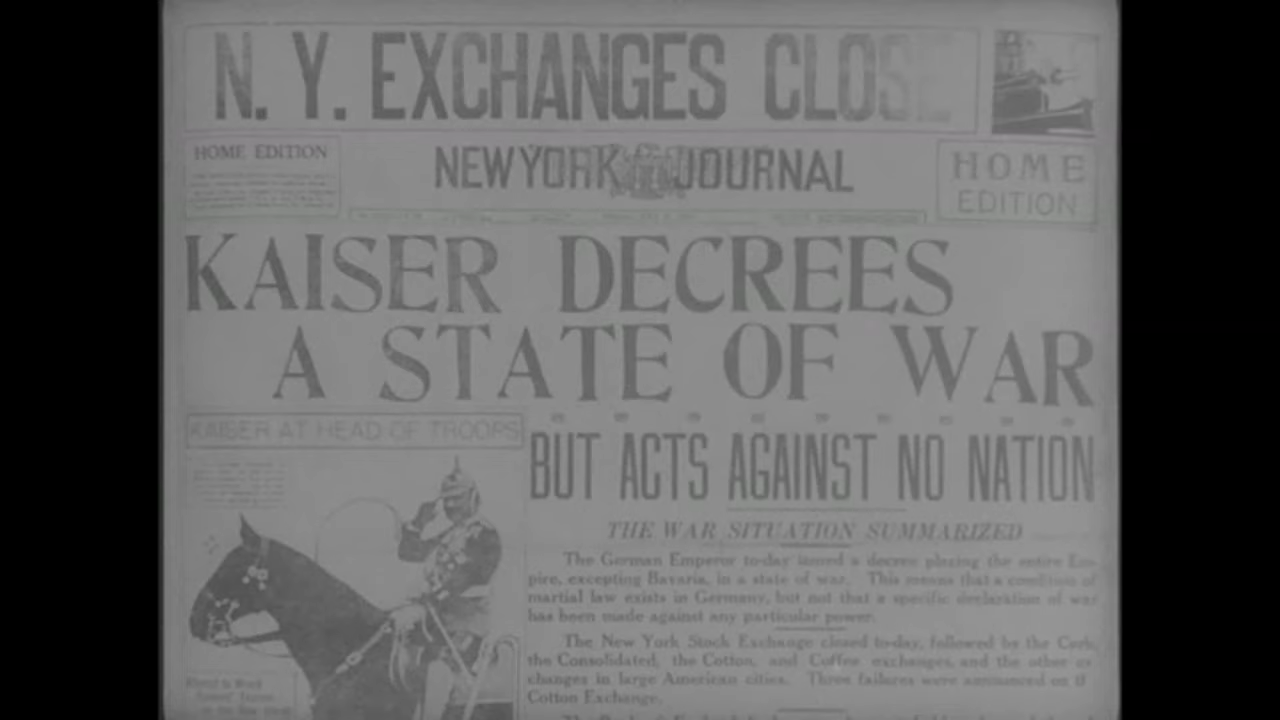 N. Y. EXCHANGES CLOSE
HOME EDITION
NEW YORK JOURNAL
HOME
EDITION
KAISER DECREES
A STATE OF WAR
KAISER AT HEAD OF TROOPS
BUT ACTS AGAINST NO NATION
THE WAR SITUATION SUMMARIZED
The German Emperor to-day issued a decree placing the entire Em-
pire, excepting Bavaria, in a state of war. This means that a condition of
martial law exists in Germany, but not that a specific declaration of war
has been made against any particular power.
The New York Stock Exchange closed to-day, followed by the Curb,
the Consolidated, the Cotton, and Coffee exchanges, and the other ex-
changes in large American cities. Three failures were announced on the
Cotton Exchange.